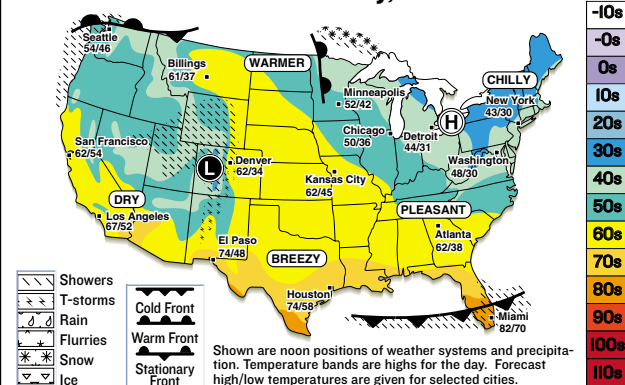 Seattle
54/46
Billings
61/37
WARMER
Minneapolis
52/42
CHILLY
New York
43/30
H
Chicago
50/36
Detroit
44/31
Washington
48/30
San Francisco
62/54
L
Denver
62/34
Kansas City
62/45
DRY
Los Angeles
67/52
PLEASANT
Atlanta
62/38
El Paso
74/48
BREEZY
Houston
74/58
Miami
82/70
Showers
T-storms
Rain
Flurries
Snow
Ice
Cold Front
Warm Front
Stationary
Front
Shown are noon positions of weather systems and precipita-
tion. Temperature bands are highs for the day. Forecast
high/low temperatures are given for selected cities.
-10s
-0s
0s
10s
20s
30s
40s
50s
60s
70s
80s
90s
100s
110s